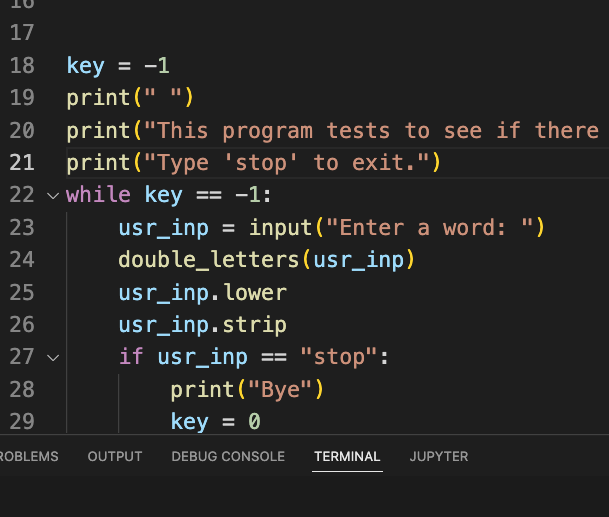 16
17
18 key = -1
19 print(" ")
20 print("This program tests to see if there
21 print("Type 'stop' to exit.")
22 while key == -1:
23 usr_inp = input("Enter a word: ")
24 double_letters(usr_inp)
25 usr_inp.lower
26 usr_inp.strip
27 if usr_inp == "stop":
28 print("Bye")
29 key = 0
ROBLEMS OUTPUT DEBUG CONSOLE TERMINAL JUPYTER